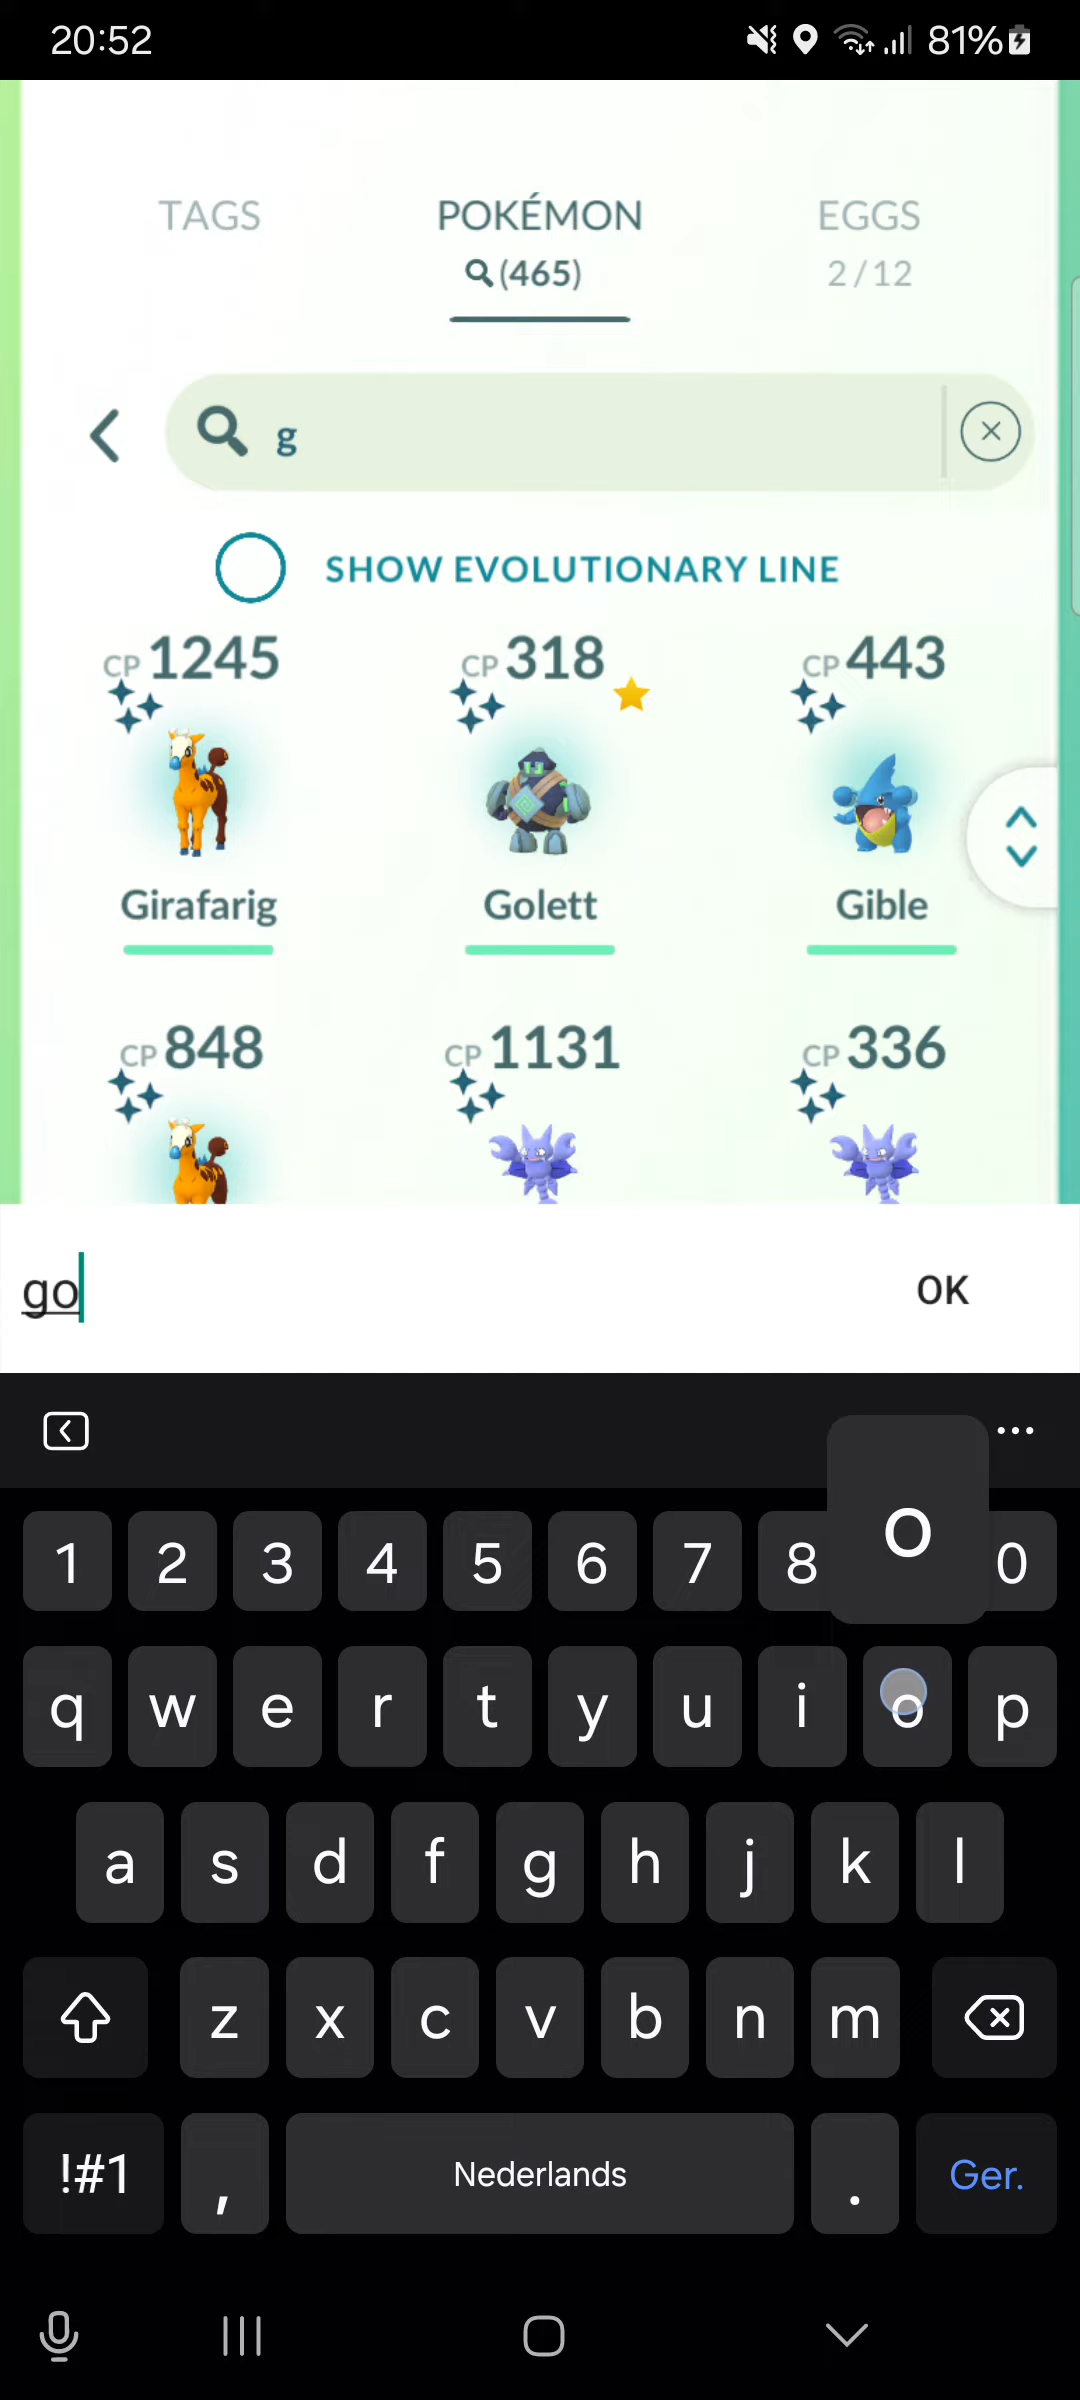 20:52
81%
TAGS
POKÉMON
EGGS
(465)
2/12
g
SHOW EVOLUTIONARY LINE
CP 1245
CP 318
CP 443
Girafarig
Golett
Gible
CP 848
CP 1131
CP 336
go
OK
o
1 2 3 4 5 6 7 8 0
q w e r t y u i o p
a s d f g h j k l
z x c v b n m
!#1 , Nederlands . Ger.